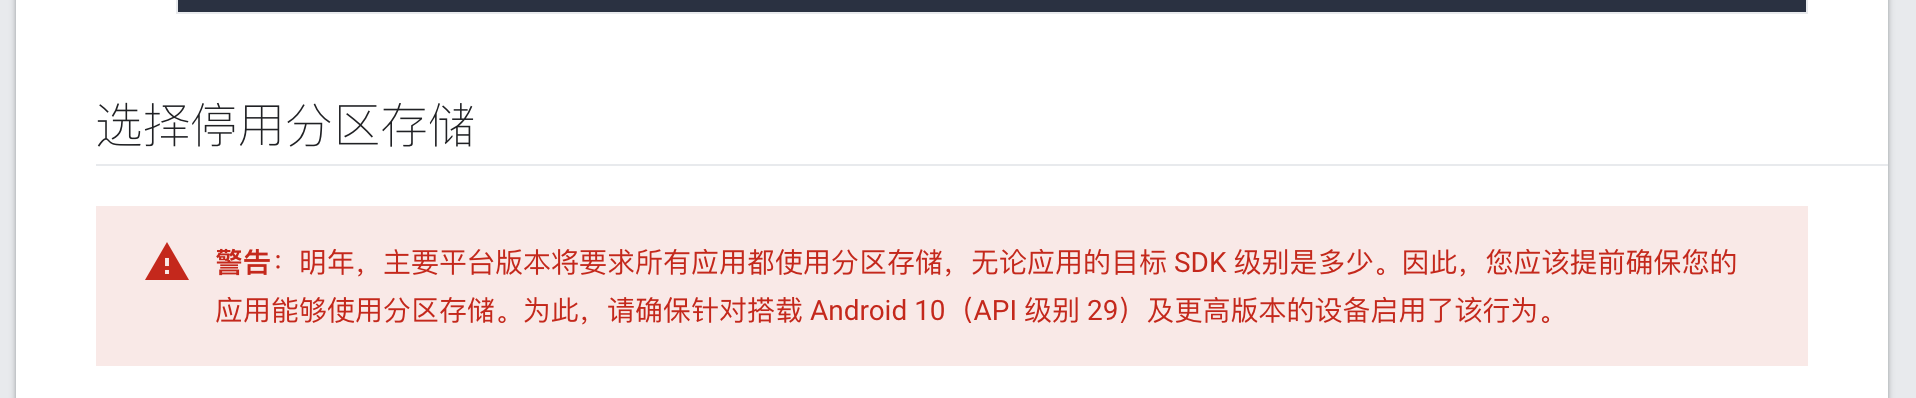 选择停用分区存储
警告：明年，主要平台版本将要求所有应用都使用分区存储，无论应用的目标 SDK 级别是多少。因此，您应该提前确保您的
应用能够使用分区存储。为此，请确保针对搭载 Android 10（API 级别 29）及更高版本的设备启用了该行为。